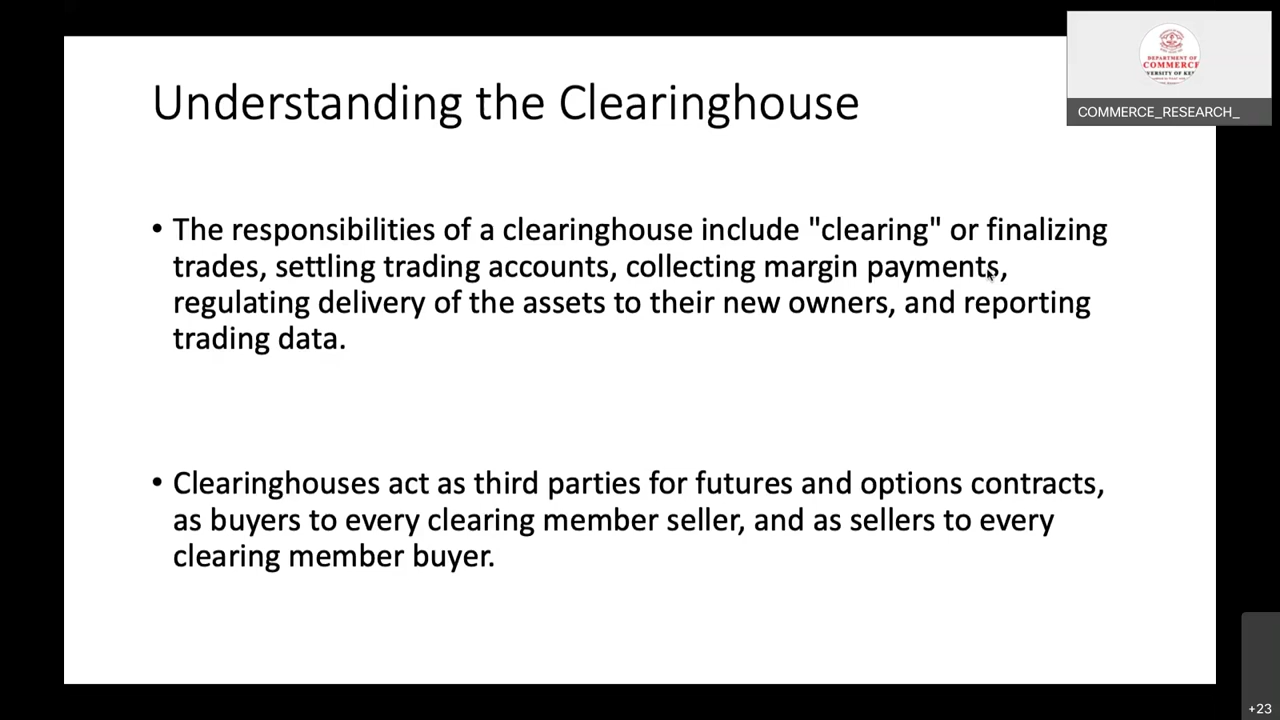 Understanding the Clearinghouse
DEPARTMENT OF
COMMERCE
COMMERCE_RESEARCH_
• The responsibilities of a clearinghouse include "clearing" or finalizing
trades, settling trading accounts, collecting margin payments,
regulating delivery of the assets to their new owners, and reporting
trading data.
• Clearinghouses act as third parties for futures and options contracts,
as buyers to every clearing member seller, and as sellers to every
clearing member buyer.
+23